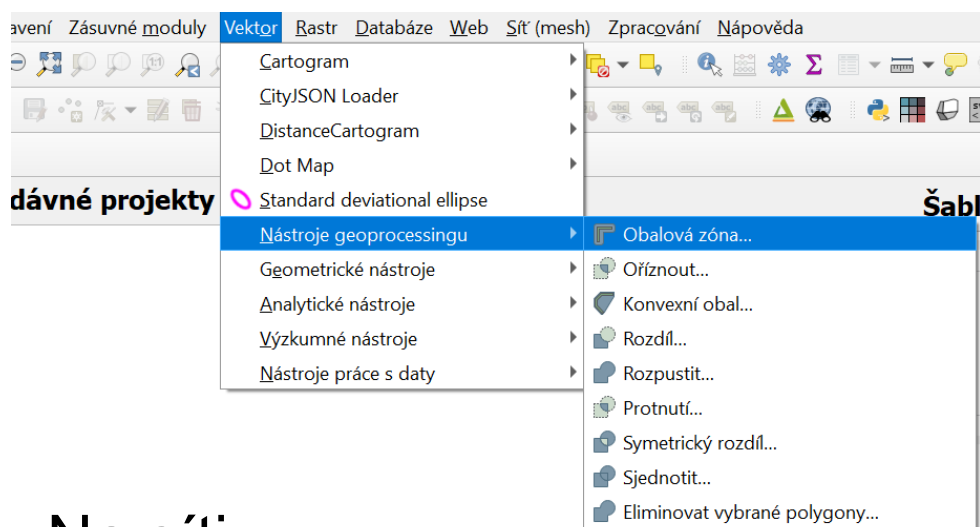 avení Zásuvné moduly Vektor Rastr Databáze Web Síť (mesh) Zpracování Nápověda
Cartogram
CityJSON Loader
DistanceCartogram
Dot Map
dávné projekty
Standard deviational ellipse
Šabl
Nástroje geoprocessingu
Obalová zóna...
Geometrické nástroje
Oříznout...
Analytické nástroje
Konvexní obal...
Výzkumné nástroje
Rozdíl...
Nástroje práce s daty
Rozpustit...
Protnutí...
Symetrický rozdíl...
Sjednotit...
Eliminovat vybrané polygony...